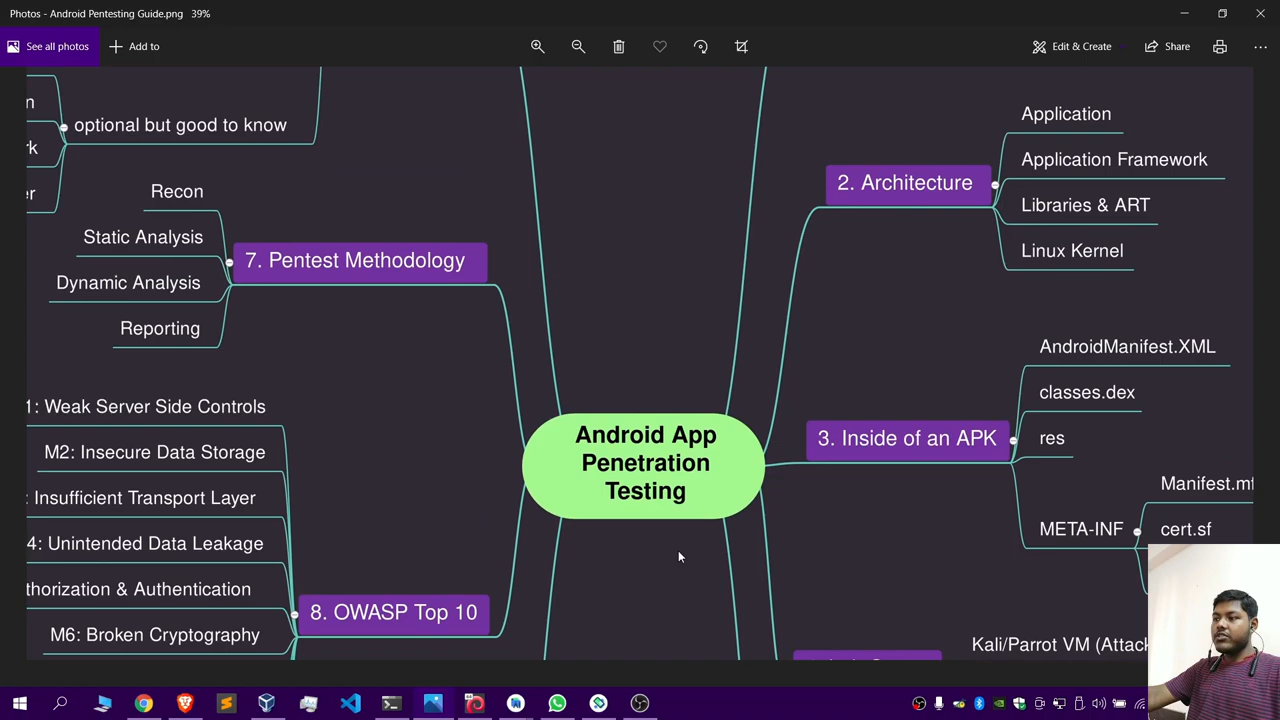 Photos - Android Pentesting Guide.png 39%
See all photos
Add to
Edit & Create
Share
n
optional but good to know
rk
er
Recon
Static Analysis
7. Pentest Methodology
Dynamic Analysis
Reporting
2. Architecture
Application
Application Framework
Libraries & ART
Linux Kernel
AndroidManifest.XML
classes.dex
3. Inside of an APK
res
Manifest.mf
META-INF
cert.sf
Android App
Penetration
Testing
1: Weak Server Side Controls
M2: Insecure Data Storage
: Insufficient Transport Layer
4: Unintended Data Leakage
thorization & Authentication
8. OWASP Top 10
M6: Broken Cryptography
Kali/Parrot VM (Attack